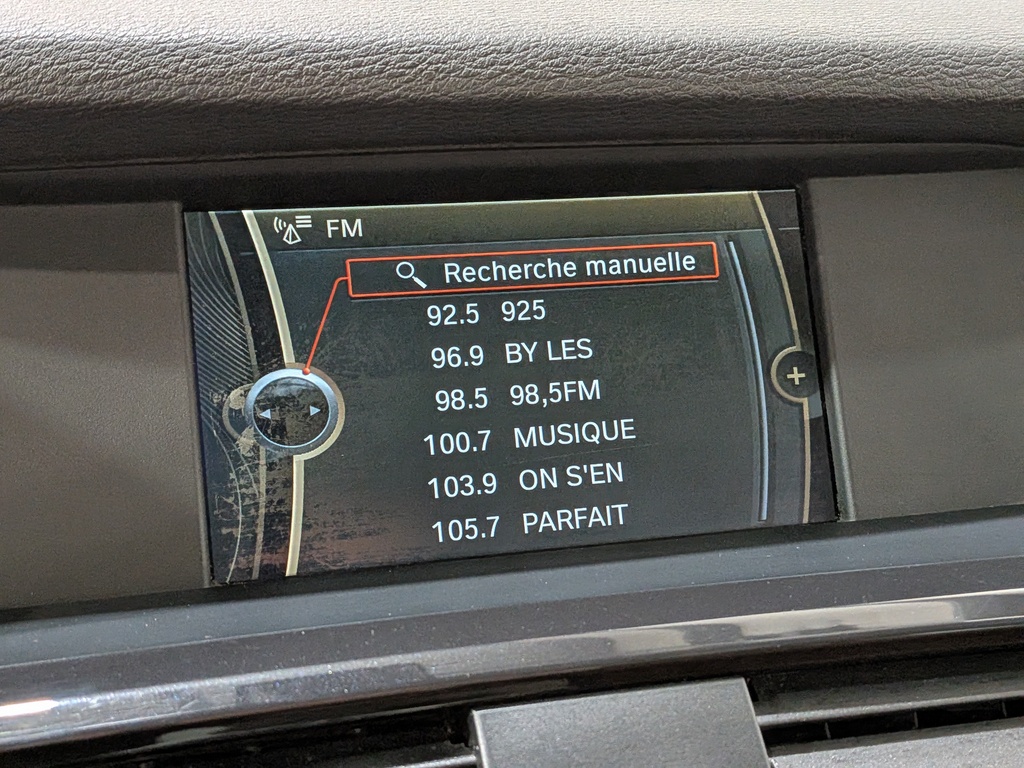 FM
Recherche manuelle
92.5 925
96.9 BY LES
98.5 98,5FM
100.7 MUSIQUE
103.9 ON S'EN
105.7 PARFAIT
+